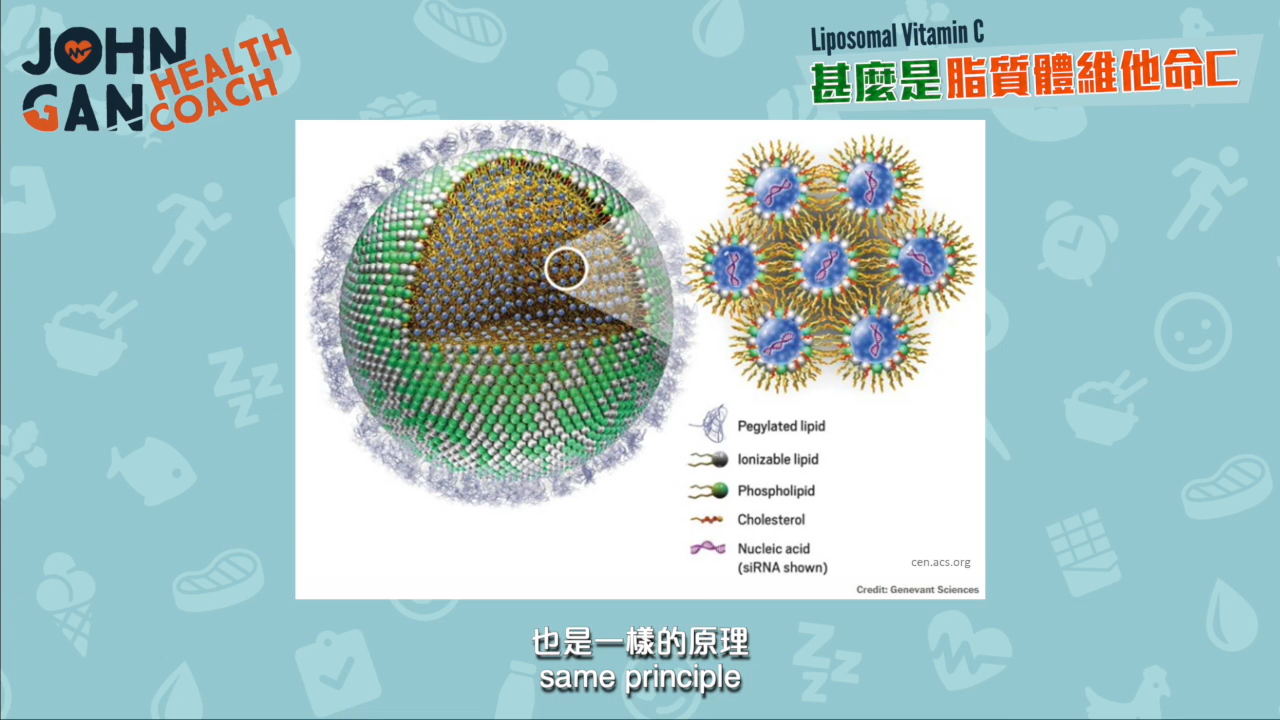 JOHN
GAN
HEALTH
COACH
Liposomal Vitamin C
甚麼是脂質體維他命C
Pegylated lipid
Ionizable lipid
Phospholipid
Cholesterol
Nucleic acid
(siRNA shown)
cen.acs.org
Credit: Genevant Sciences
也是一樣的原理
same principle